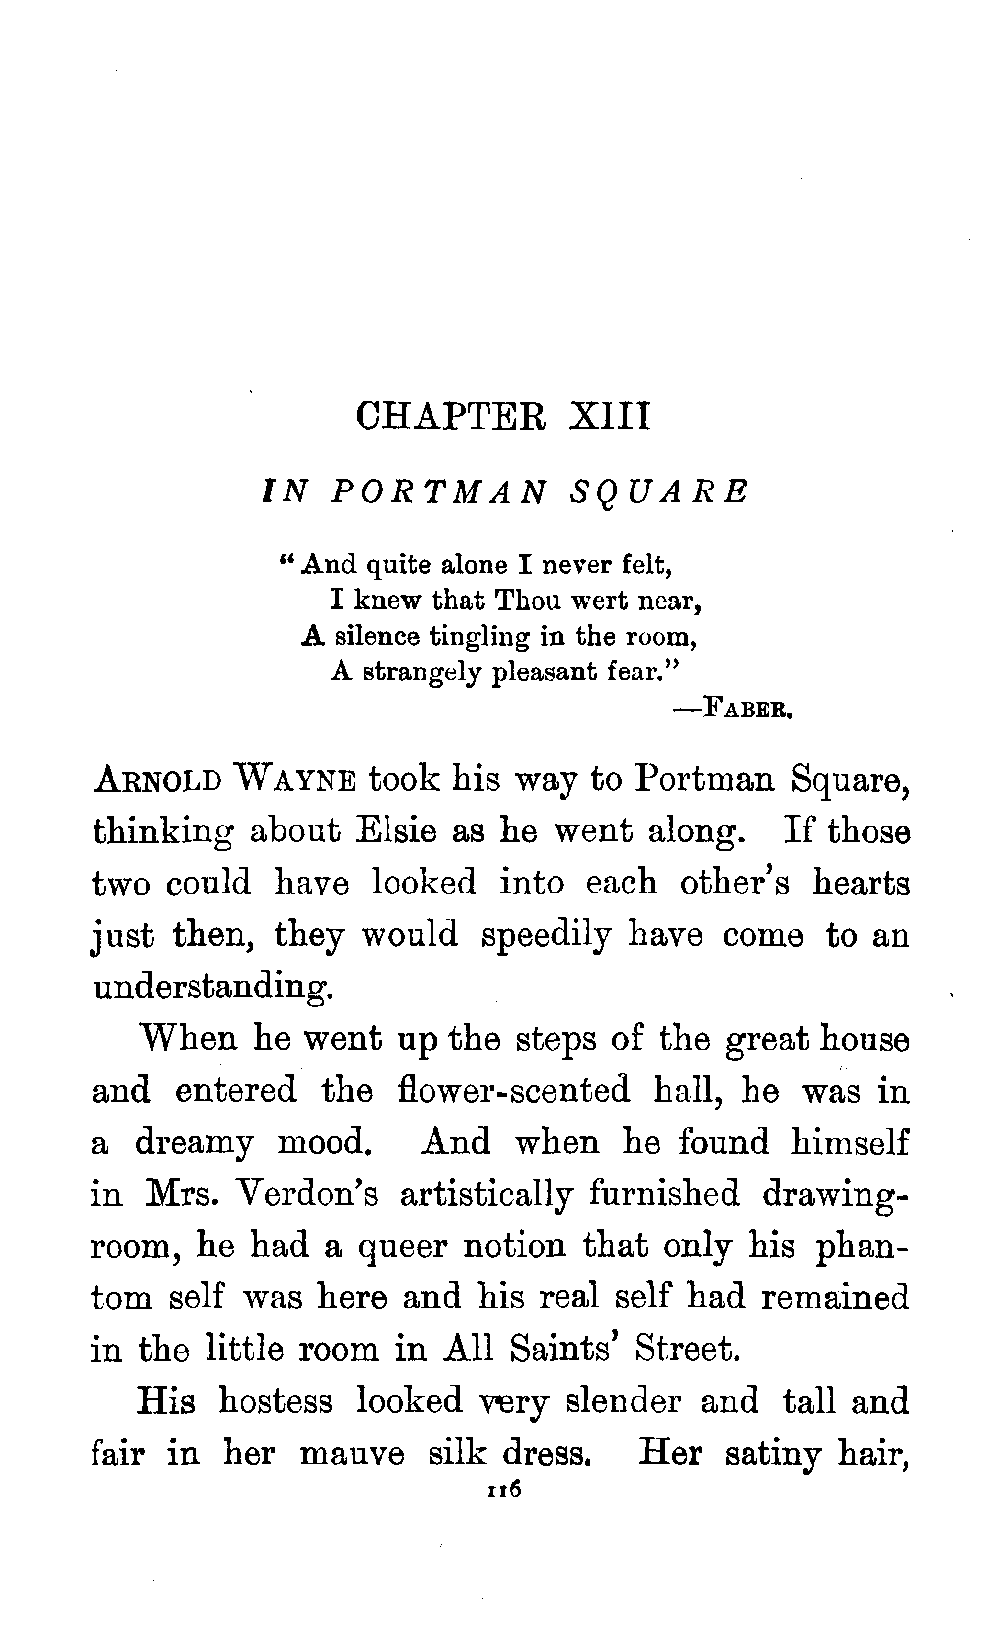 CHAPTER XIII
IN PORTMAN SQUARE
“And quite alone I never felt,
I knew that Thou wert near,
A silence tingling in the room,
A strangely pleasant fear.”
—FABER.
ARNOLD WAYNE took his way to Portman Square,
thinking about Elsie as he went along. If those
two could have looked into each other’s hearts
just then, they would speedily have come to an
understanding.
When he went up the steps of the great house
and entered the flower-scented hall, he was in
a dreamy mood. And when he found himself
in Mrs. Verdon’s artistically furnished drawing-
room, he had a queer notion that only his phan-
tom self was here and his real self had remained
in the little room in All Saints’ Street.
His hostess looked very slender and tall and
fair in her mauve silk dress. Her satiny hair,
116